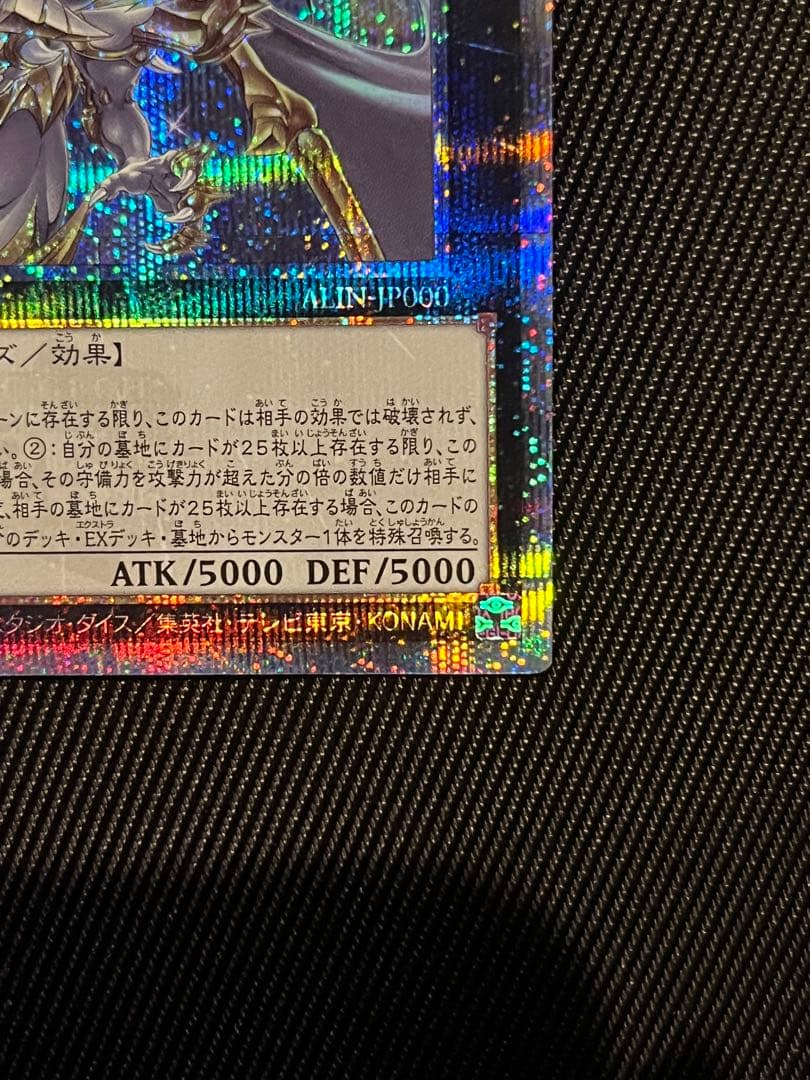 ALIN-JP000
ズ／効果】
ーンに存在する限り、このカードは相手の効果では破壊されず、
い。②：自分の墓地にカードが25枚以上存在する限り、この
場合、その守備力を攻撃力が超えた分の倍の数値だけ相手に
、相手の墓地にカードが25枚以上存在する場合、このカードの
のデッキ・EXデッキ・墓地からモンスター1体を特殊召喚する。
ATK/5000 DEF/5000
タジオ・ダイス／集英社・テレビ東京・KONAMI